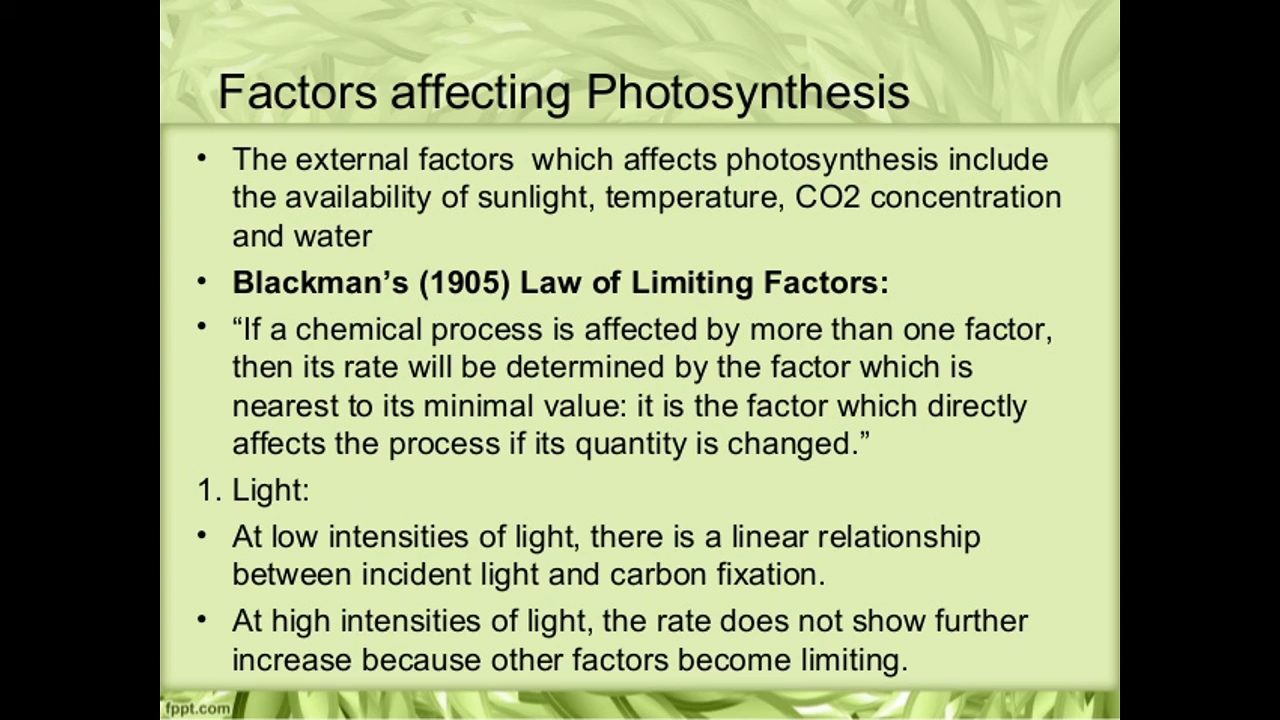 Factors affecting Photosynthesis
• The external factors  which affects photosynthesis include
the availability of sunlight, temperature, CO2 concentration
and water
• Blackman’s (1905) Law of Limiting Factors:
• “If a chemical process is affected by more than one factor,
then its rate will be determined by the factor which is
nearest to its minimal value: it is the factor which directly
affects the process if its quantity is changed.”
1. Light:
• At low intensities of light, there is a linear relationship
between incident light and carbon fixation.
• At high intensities of light, the rate does not show further
increase because other factors become limiting.
fppt.com